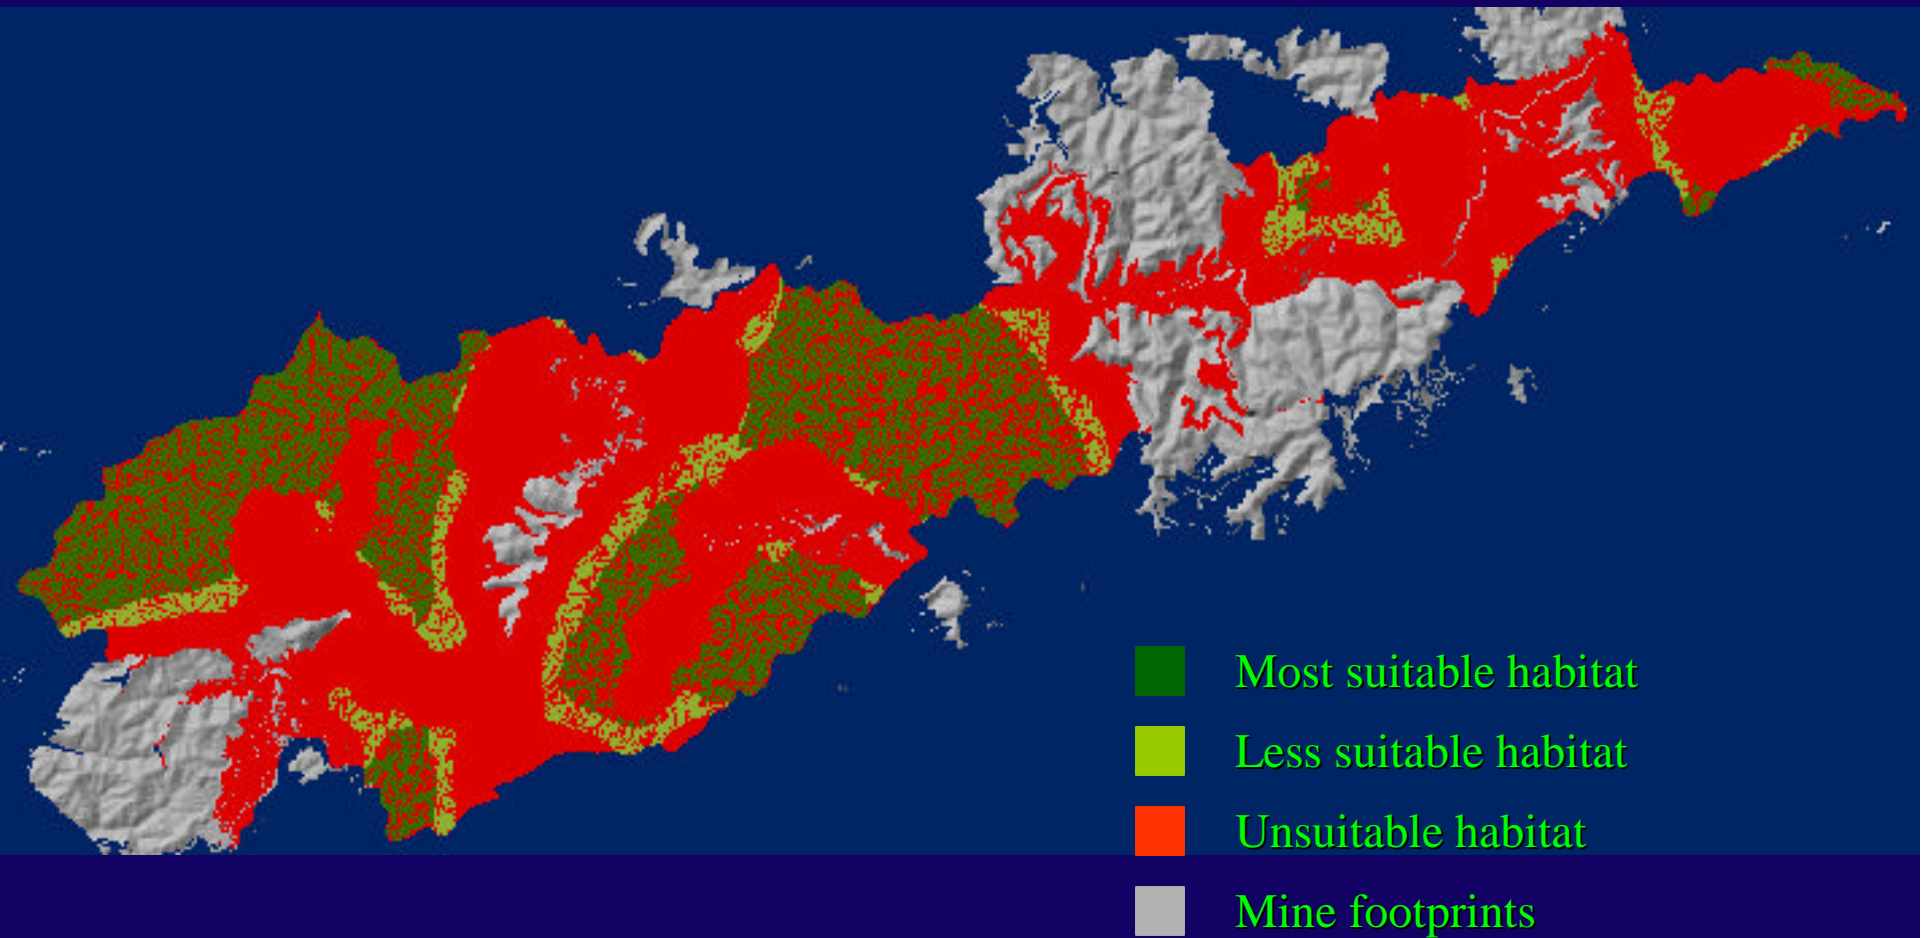 Most suitable habitat
Less suitable habitat
Unsuitable habitat
Mine footprints